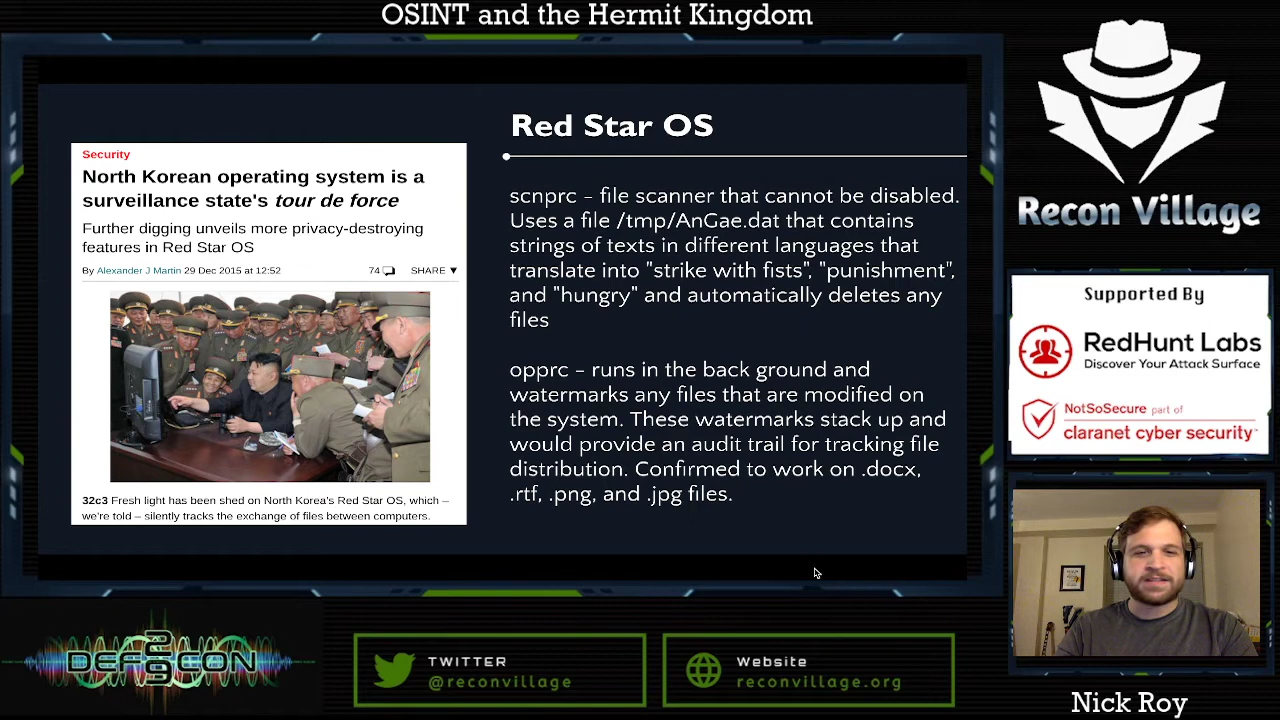 OSINT and the Hermit Kingdom
Security
North Korean operating system is a
surveillance state's tour de force
Further digging unveils more privacy-destroying
features in Red Star OS
By Alexander J Martin 29 Dec 2015 at 12:52
74
SHARE ▼
32c3 Fresh light has been shed on North Korea's Red Star OS, which –
we're told – silently tracks the exchange of files between computers.
Red Star OS
scnprc – file scanner that cannot be disabled.
Uses a file /tmp/AnGae.dat that contains
strings of texts in different languages that
translate into "strike with fists", "punishment",
and "hungry" and automatically deletes any
files
opprc – runs in the back ground and
watermarks any files that are modified on
the system. These watermarks stack up and
would provide an audit trail for tracking file
distribution. Confirmed to work on .docx,
.rtf, .png, and .jpg files.
Recon Village
Supported By
RedHunt Labs
Discover Your Attack Surface
NotSoSecure part of
claranet cyber security
DEF CON
29
TWITTER
@reconvillage
Website
reconvillage.org
Nick Roy